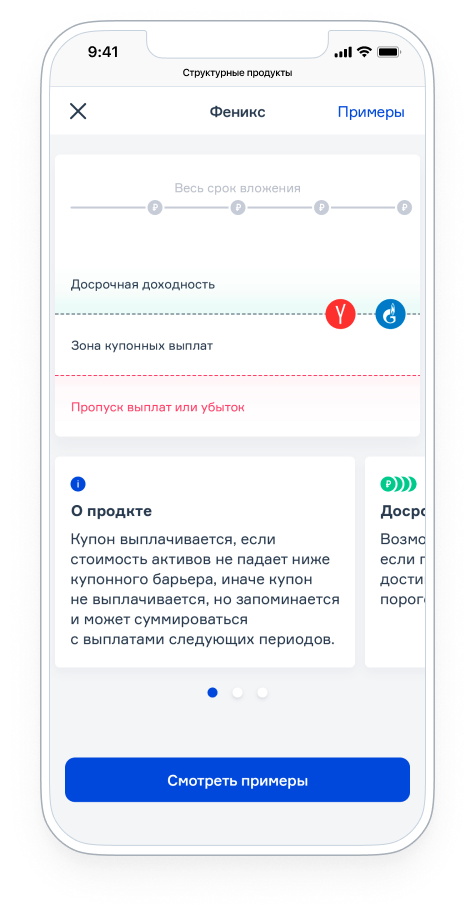 9:41
Структурные продукты
Феникс
Примеры
Весь срок вложения
₽ ₽ ₽ ₽
Досрочная доходность
Y
Зона купонных выплат
Пропуск выплат или убыток
i
О продкте
Купон выплачивается, если
стоимость активов не падает ниже
купонного барьера, иначе купон
не выплачивается, но запоминается
и может суммироваться
с выплатами следующих периодов.
₽
Доср
Возмо
если п
дости
порог
Смотреть примеры